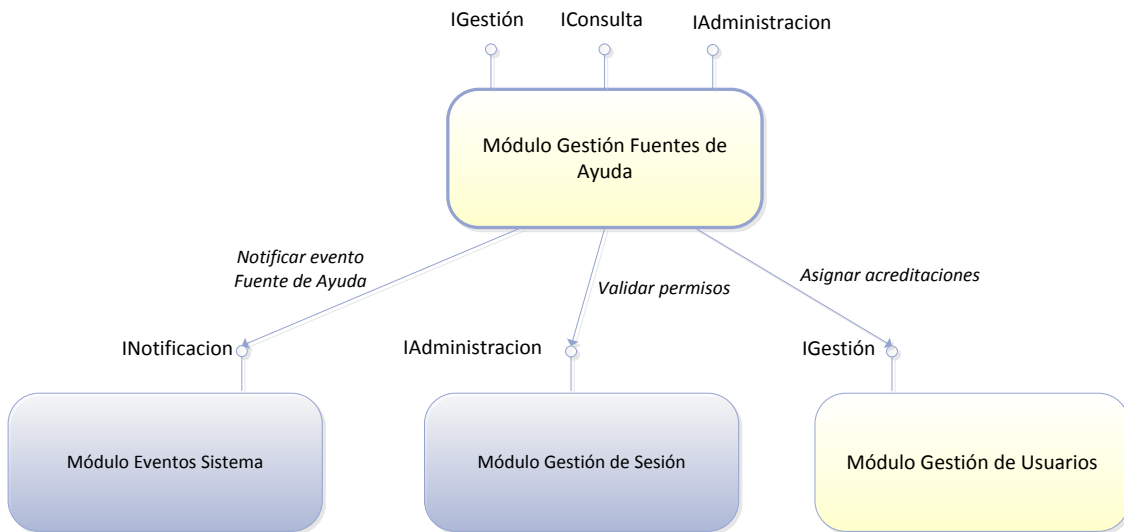 IGestión
IConsulta
IAdministracion
Módulo Gestión Fuentes de
Ayuda
Notificar evento
Fuente de Ayuda
Validar permisos
Asignar acreditaciones
INotificacion
IAdministracion
IGestión
Módulo Eventos Sistema
Módulo Gestión de Sesión
Módulo Gestión de Usuarios